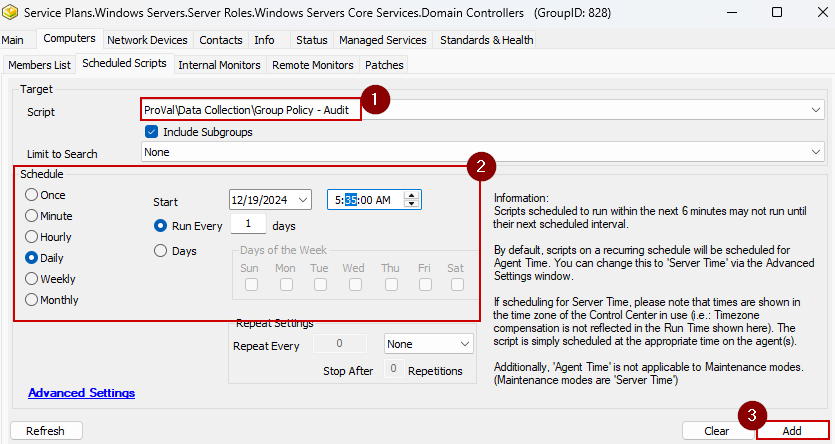 Service Plans.Windows Servers.Server Roles.Windows Servers Core Services.Domain Controllers (GroupID: 828)
Main Computers Network Devices Contacts Info Status Managed Services Standards & Health
Members List Scheduled Scripts Internal Monitors Remote Monitors Patches
Target
1
Script ProVal\Data Collection\Group Policy - Audit
Include Subgroups
Limit to Search None
2
Schedule
Once
Minute
Hourly
Daily
Weekly
Monthly
Start 12/19/2024 5:35:00 AM
Run Every 1 days
Days
Days of the Week
Sun Mon Tue Wed Thu Fri Sat
Repeat Settings
Repeat Every 0 None
Stop After 0 Repetitions
Information:
Scripts scheduled to run within the next 6 minutes may not run until
their next scheduled interval.
By default, scripts on a recurring schedule will be scheduled for
Agent Time. You can change this to 'Server Time' via the Advanced
Settings window.
If scheduling for Server Time, please note that times are shown in
the time zone of the Control Center in use (i.e.: Timezone
compensation is not reflected in the Run Time shown here). The
script is simply scheduled at the appropriate time on the agent(s).
Additionally, 'Agent Time' is not applicable to Maintenance modes.
(Maintenance modes are 'Server Time')
Advanced Settings
3
Refresh Clear Add